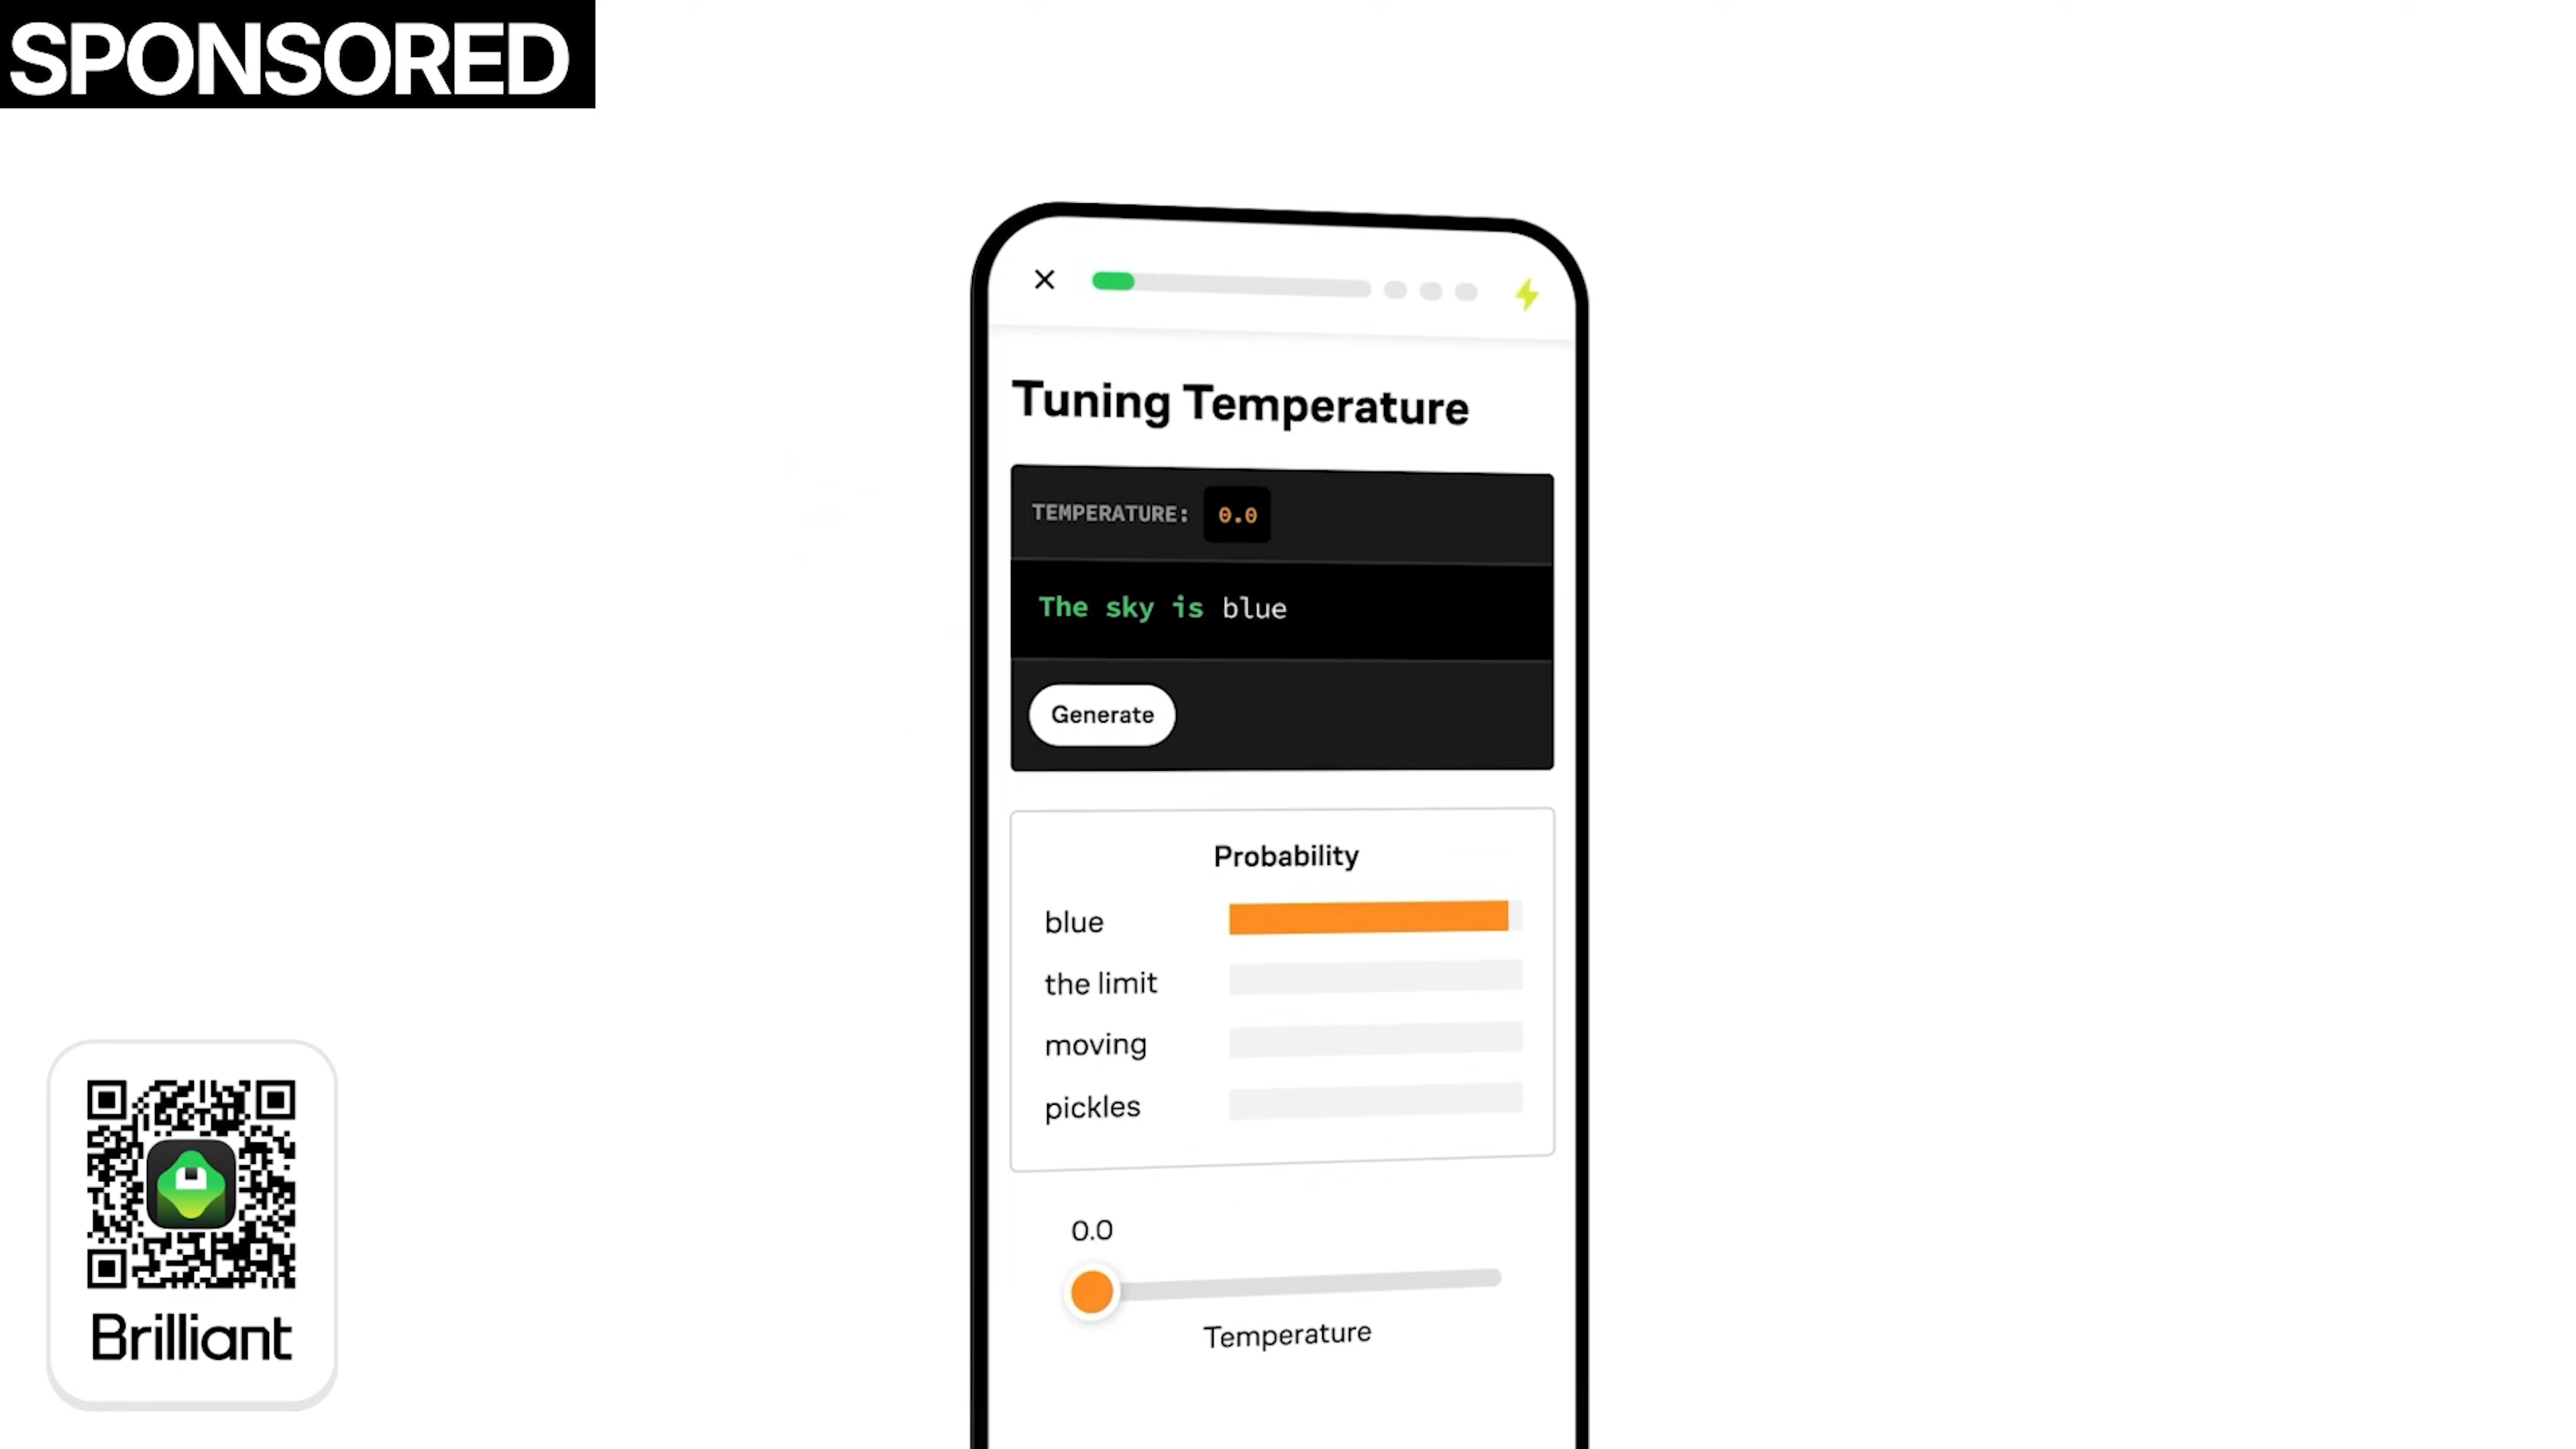 SPONSORED
Tuning Temperature
TEMPERATURE: 0.0
The sky is blue
Generate
Probability
blue
the limit
moving
pickles
0.0
Temperature
Brilliant